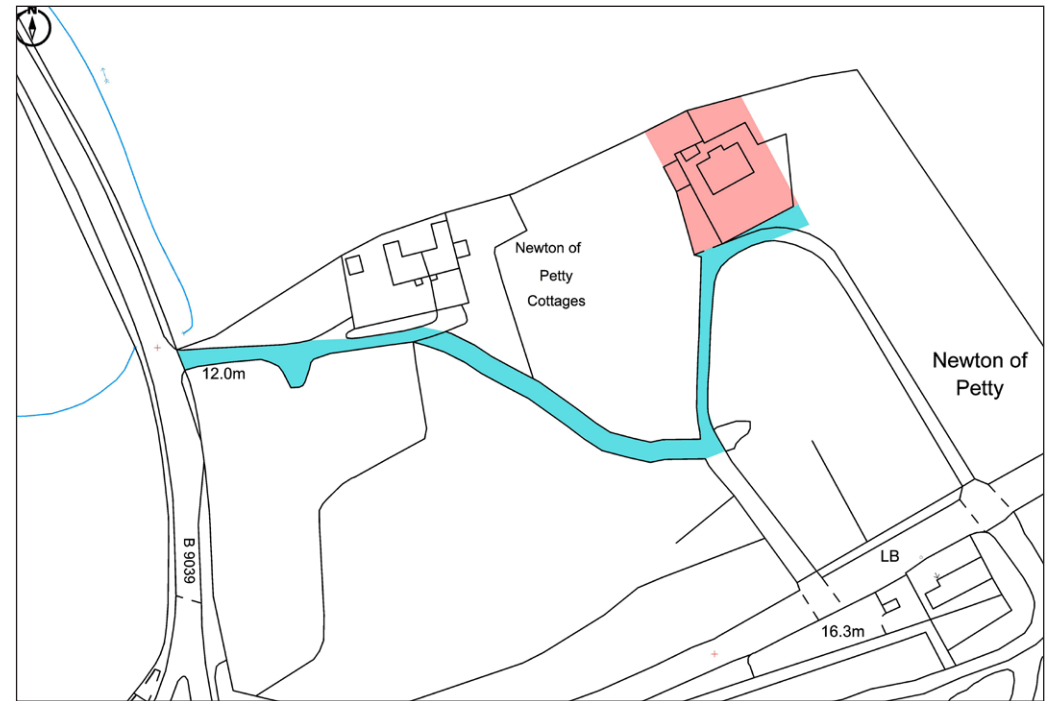 N
Newton of
Petty
Cottages
Newton of
Petty
12.0m
B 9039
LB
16.3m